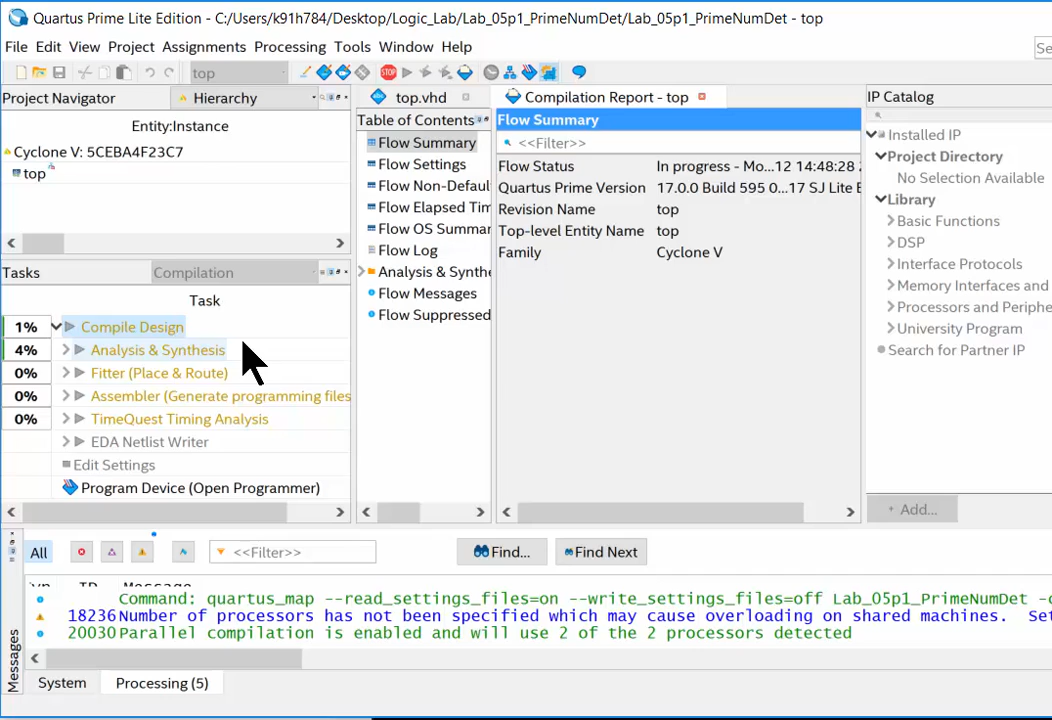 Quartus Prime Lite Edition - C:/Users/k91h784/Desktop/Logic_Lab/Lab_05p1_PrimeNumDet/Lab_05p1_PrimeNumDet - top
File Edit View Project Assignments Processing Tools Window Help
Se
top
STOP
Project Navigator
Hierarchy
Entity:Instance
Cyclone V: 5CEBA4F23C7
top
Tasks
Compilation
Task
1% Compile Design
4% Analysis & Synthesis
0% Fitter (Place & Route)
0% Assembler (Generate programming files
0% TimeQuest Timing Analysis
EDA Netlist Writer
Edit Settings
Program Device (Open Programmer)
top.vhd
Compilation Report - top
Table of Contents
Flow Summary
Flow Settings
Flow Non-Defaul
Flow Elapsed Tim
Flow OS Summar
Flow Log
Analysis & Synthe
Flow Messages
Flow Suppressed
Flow Summary
<<Filter>>
Flow Status In progress - Mo...12 14:48:28
Quartus Prime Version 17.0.0 Build 595 0...17 SJ Lite E
Revision Name top
Top-level Entity Name top
Family Cyclone V
IP Catalog
Installed IP
Project Directory
No Selection Available
Library
Basic Functions
DSP
Interface Protocols
Memory Interfaces and
Processors and Periphe
University Program
Search for Partner IP
+ Add...
All
<<Filter>>
Find...
Find Next
ID Message
Command: quartus_map --read_settings_files=on --write_settings_files=off Lab_05p1_PrimeNumDet -c
18236 Number of processors has not been specified which may cause overloading on shared machines. Set
20030 Parallel compilation is enabled and will use 2 of the 2 processors detected
Messages
System
Processing (5)